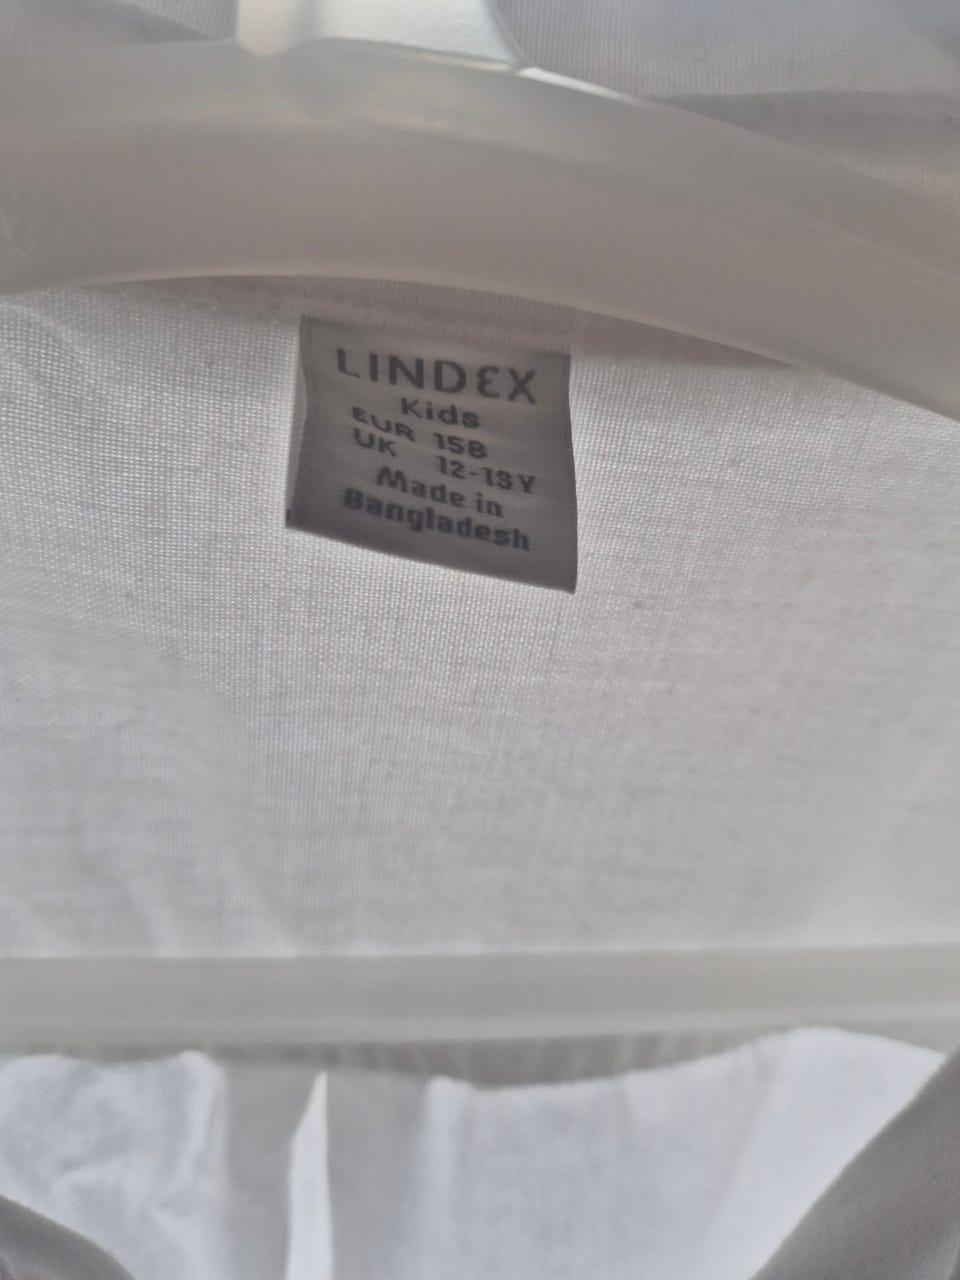 LINDEX
Kids
EUR 158
UK 12-13Y
Made in
Bangladesh